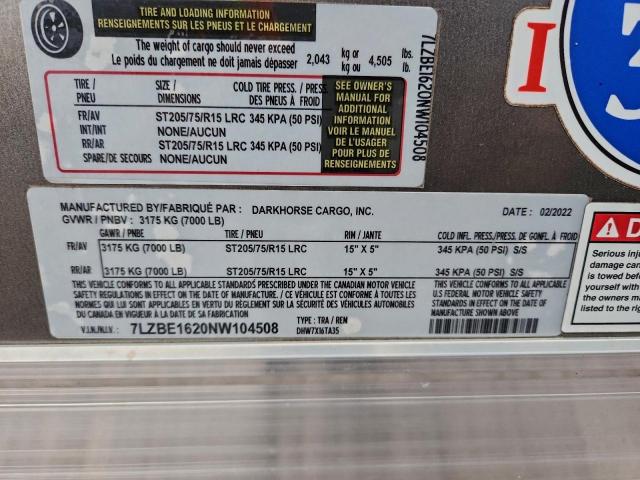 TIRE AND LOADING INFORMATION
RENSEIGNEMENTS SUR LES PNEUS ET LE CHARGEMENT
The weight of cargo should never exceed
Le poids du chargement ne doit jamais dépasser 2,043 kg or kg ou 4,505 lbs. lb.
TIRE / PNEU SIZE / DIMENSIONS COLD TIRE PRESS./ PRESS. DES PNEUS À FROID
FR/AV ST205/75/R15 LRC 345 KPA (50 PSI)
INT/INT NONE/AUCUN
RR/AR ST205/75/R15 LRC 345 KPA (50 PSI)
SPARE/DE SECOURS NONE/AUCUN
SEE OWNER'S
MANUAL FOR
ADDITIONAL
INFORMATION
VOIR LE MANUEL
DE L'USAGER
POUR PLUS DE
RENSEIGNEMENTS
7LZBE1620NW104508
I
3
MANUFACTURED BY/FABRIQUÉ PAR : DARKHORSE CARGO, INC. DATE : 02/2022
GVWR / PNBV : 3175 KG (7000 LB)
GAWR / PNBE TIRE / PNEU RIM / JANTE COLD INFL. PRESS./PRESS. DE GONFL. À FROID
FR/AV 3175 KG (7000 LB) ST205/75/R15 LRC 15" X 5" 345 KPA (50 PSI) S/S
RR/AR 3175 KG (7000 LB) ST205/75/R15 LRC 15" X 5" 345 KPA (50 PSI) S/S
THIS VEHICLE CONFORMS TO ALL APPLICABLE STANDARDS PRESCRIBED UNDER THE CANADIAN MOTOR VEHICLE
SAFETY REGULATIONS IN EFFECT ON THE DATE OF MANUFACTURE / CE VÉHICULE EST CONFORME À TOUTES
LES NORMES QUI LUI SONT APPLICABLES EN VERTU DU RÈGLEMENT SUR LA SÉCURITÉ DES VÉHICULES AUTOMOBILES
DU CANADA EN VIGUEUR À LA DATE DE SA FABRICATION
THIS VEHICLE CONFORMS TO ALL APPLICABLE
U.S FEDERAL MOTOR VEHICLE SAFETY
STANDARDS IN EFFECT ON THE DATE OF
MANUFACTURE SHOWN ABOVE
V.I.N./N.I.V.: 7LZBE1620NW104508
TYPE : TRA / REM
DHW7X16TA35
D
Serious inju
damage can
is towed before
yourself with
the owners ma
listed to the rig